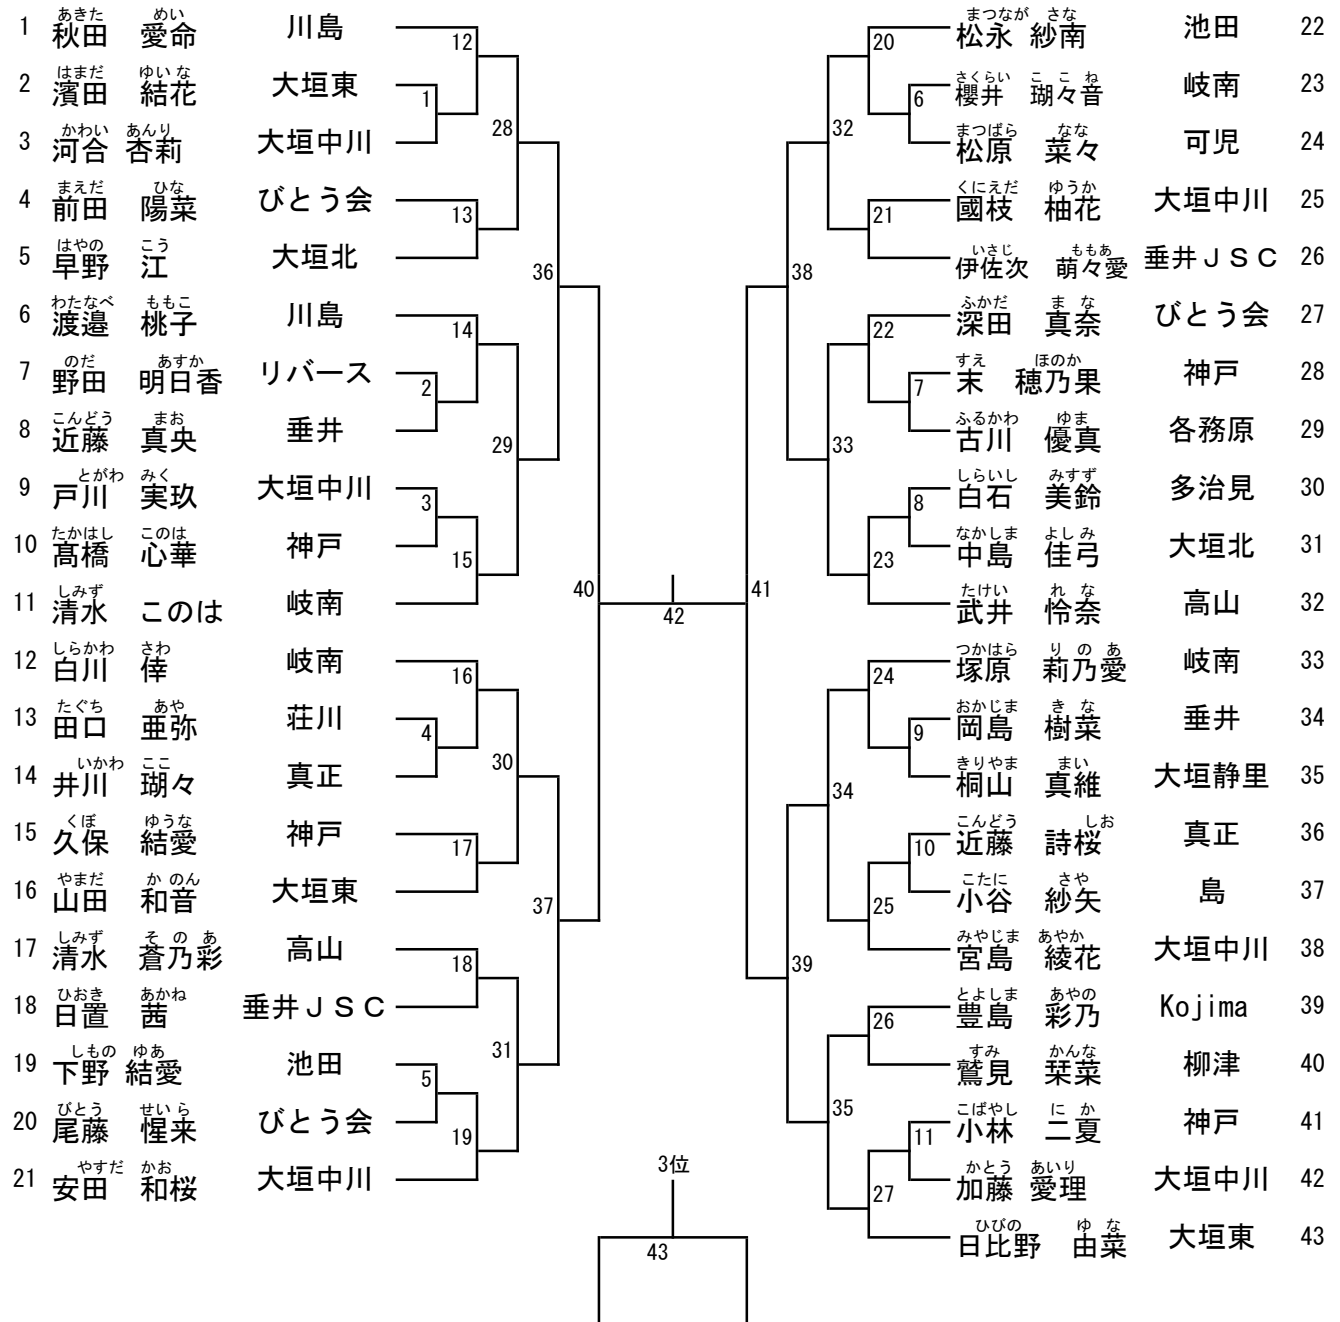 あきた　めい
1 秋田　愛命　川島
はまだ　ゆいな
2 濱田　結花　大垣東
かわい　あんり
3 河合 杏莉　大垣中川
まえだ　ひな
4 前田　陽菜　びとう会
はやの　こう
5 早野　江　大垣北
わたなべ　ももこ
6 渡邉　桃子　川島
のだ　あすか
7 野田　明日香　リバース
こんどう　まお
8 近藤　真央　垂井
とがわ　みく
9 戸川　実玖　大垣中川
たかはし　このは
10 髙橋　心華　神戸
しみず
11 清水　このは　岐南
しらかわ　さわ
12 白川　倖　岐南
たぐち　あや
13 田口　亜弥　荘川
いかわ　ここ
14 井川　瑚々　真正
くぼ　ゆうな
15 久保　結愛　神戸
やまだ　かのん
16 山田　和音　大垣東
しみず　そのあ
17 清水　蒼乃彩　高山
ひおき　あかね
18 日置　茜　垂井ＪＳＣ
しもの　ゆあ
19 下野 結愛　池田
びとう　せいら
20 尾藤　惺来　びとう会
やすだ　かお
21 安田　和桜　大垣中川
12
1
28
13
36
14
2
29
3
15
40
16
4
30
17
37
18
31
5
19
42
41
3位
43
20
6
32
21
38
22
7
33
8
23
24
9
34
10
25
39
26
35
11
27
まつなが　さな
松永 紗南　池田　22
さくらい　ここね
櫻井　瑚々音　岐南　23
まつばら　なな
松原　菜々　可児　24
くにえだ　ゆうか
國枝　柚花　大垣中川　25
いさじ　ももあ
伊佐次　萌々愛　垂井ＪＳＣ　26
ふかだ　まな
深田　真奈　びとう会　27
すえ　ほのか
末　穂乃果　神戸　28
ふるかわ　ゆま
古川　優真　各務原　29
しらいし　みすず
白石　美鈴　多治見　30
なかしま　よしみ
中島　佳弓　大垣北　31
たけい　れな
武井　怜奈　高山　32
つかはら　りのあ
塚原　莉乃愛　岐南　33
おかじま　きな
岡島　樹菜　垂井　34
きりやま　まい
桐山　真維　大垣静里　35
こんどう　しお
近藤　詩桜　真正　36
こたに　さや
小谷　紗矢　島　37
みやじま　あやか
宮島　綾花　大垣中川　38
とよしま　あやの
豊島　彩乃　Kojima　39
すみ　かんな
鷲見　栞菜　柳津　40
こばやし　にか
小林　二夏　神戸　41
かとう　あいり
加藤 愛理　大垣中川　42
ひびの　ゆな
日比野　由菜　大垣東　43